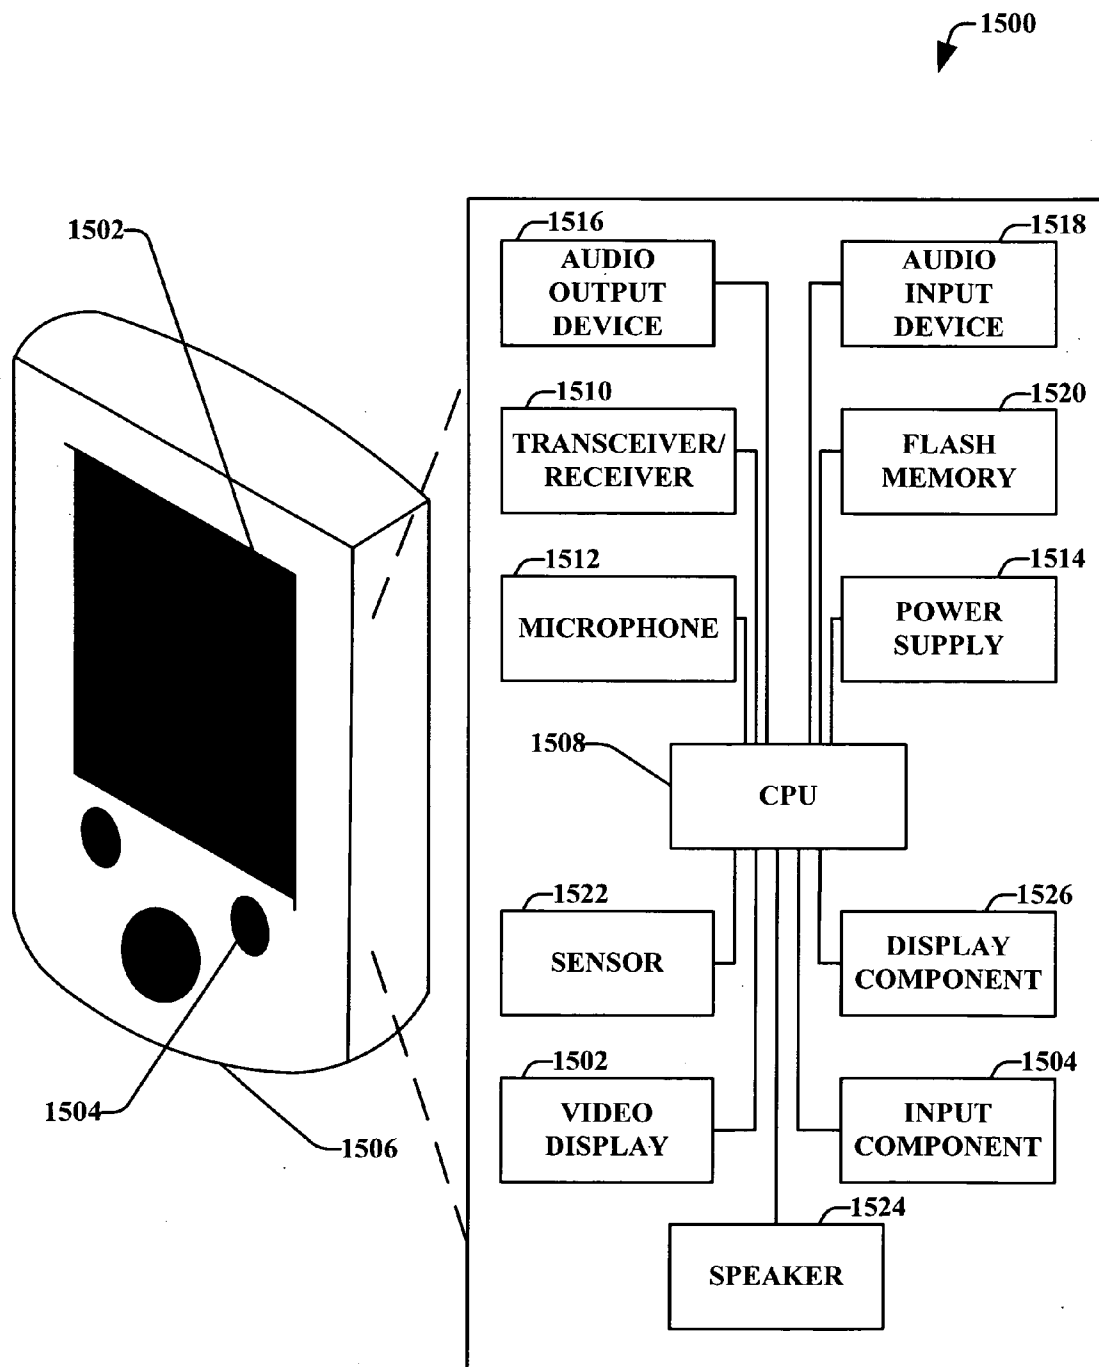 1500
1502
1516
AUDIO
OUTPUT
DEVICE
1518
AUDIO
INPUT
DEVICE
1510
TRANSCEIVER/
RECEIVER
1520
FLASH
MEMORY
1512
MICROPHONE
1514
POWER
SUPPLY
1508
CPU
1522
SENSOR
1526
DISPLAY
COMPONENT
1502
VIDEO
DISPLAY
1504
INPUT
COMPONENT
1504
1506
1524
SPEAKER